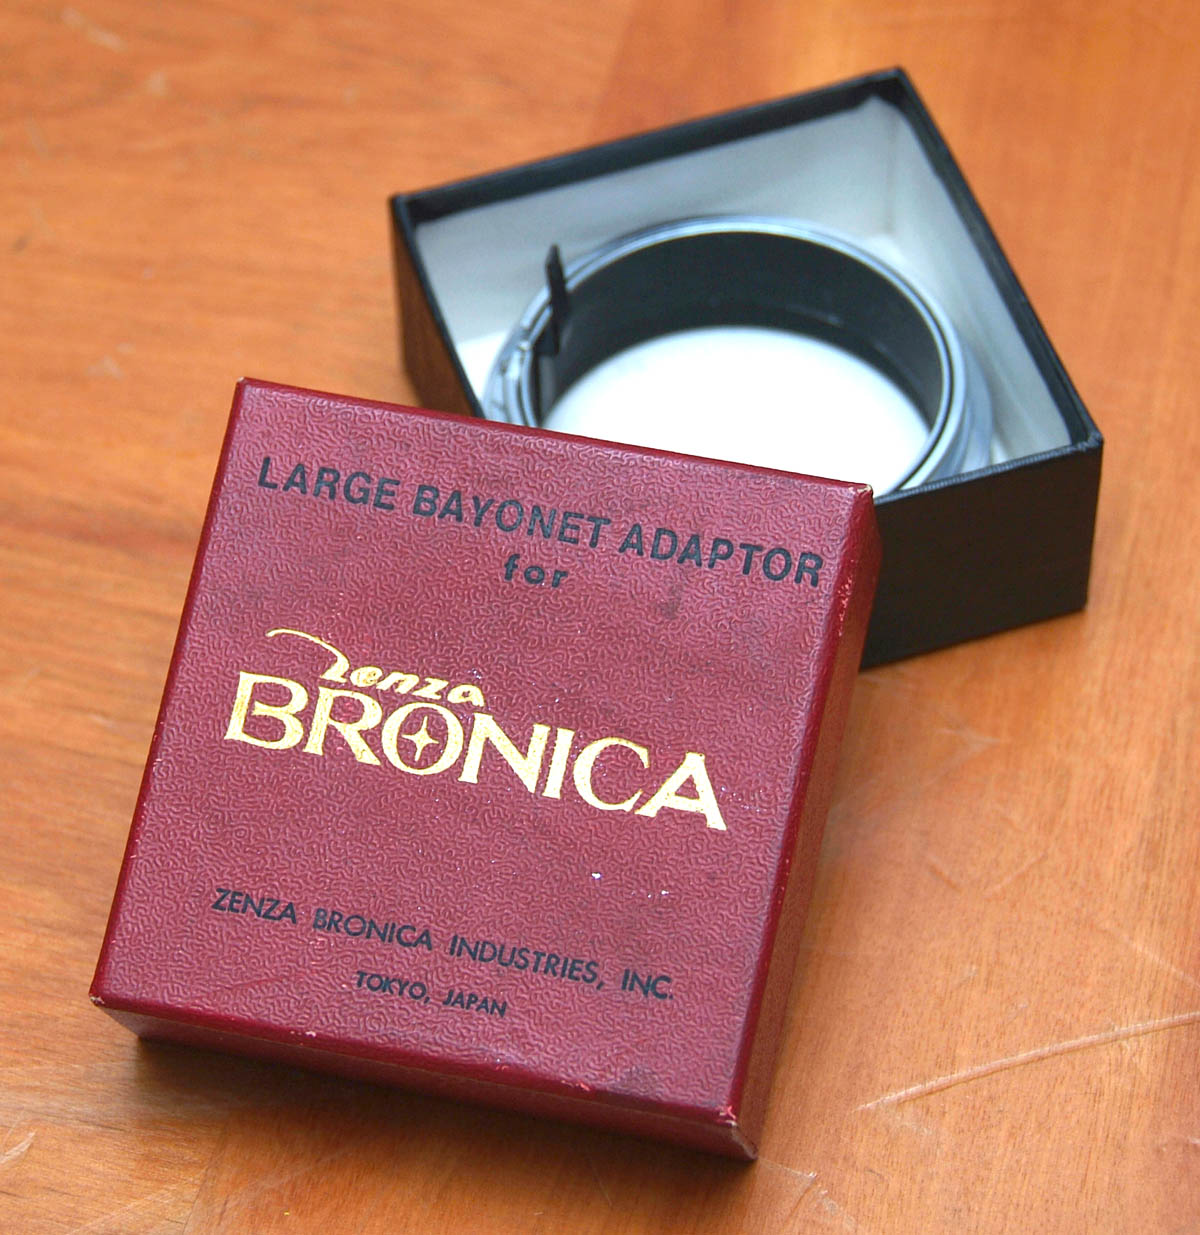 LARGE BAYONET ADAPTOR
for
Zenza
BRONICA
ZENZA BRONICA INDUSTRIES, INC.
TOKYO, JAPAN